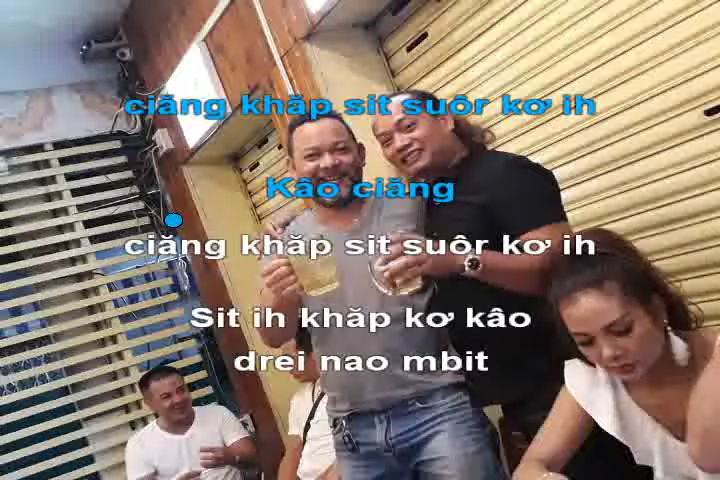 ciăng khăp sit suôr kơ ih
Kâo ciăng
ciăng khăp sit suôr kơ ih
Sit ih khăp kơ kâo
drei nao mbit